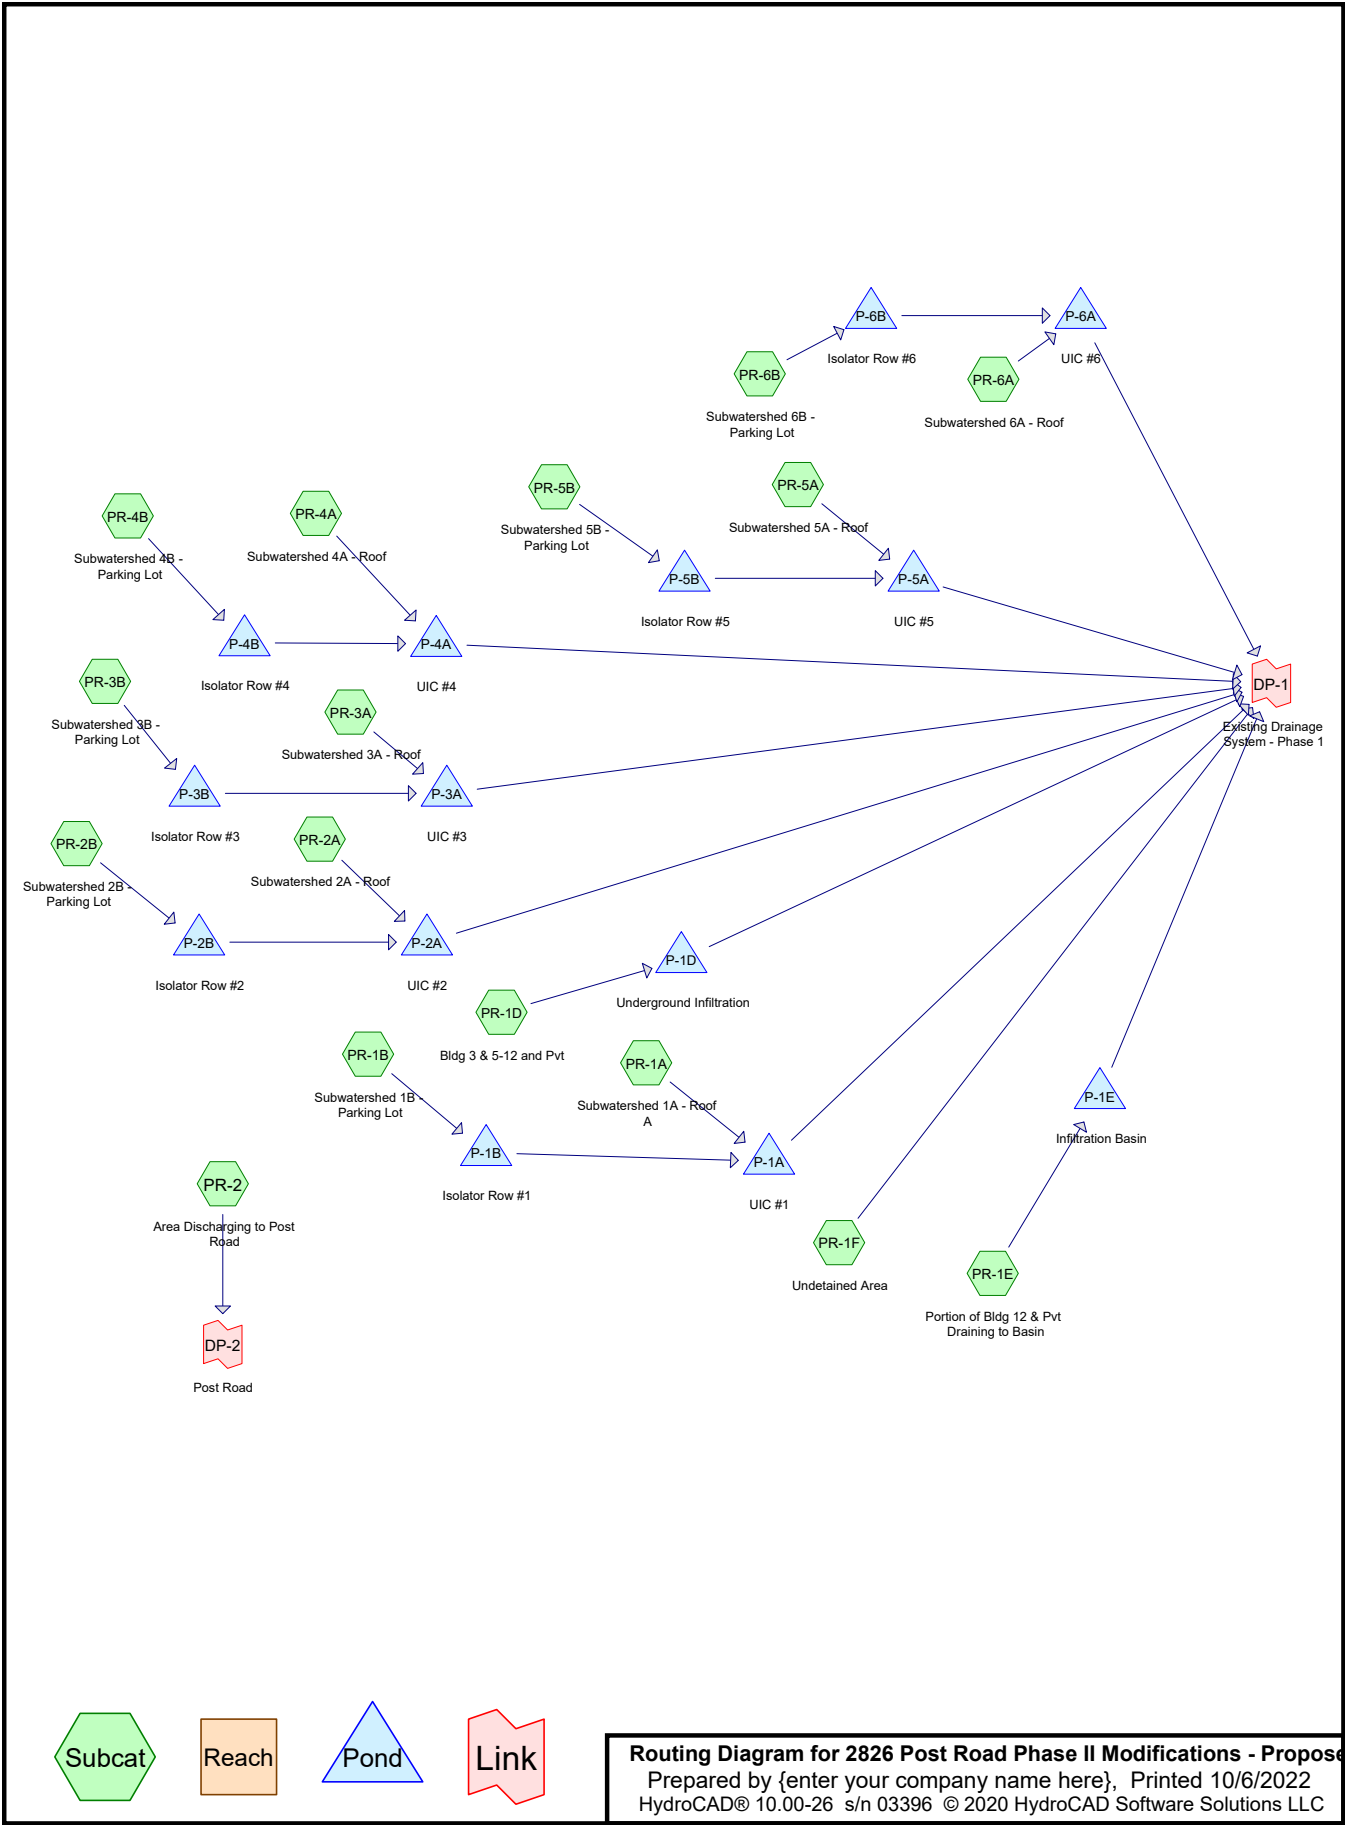 P-6B
P-6A
Isolator Row #6
UIC #6
PR-6B
PR-6A
Subwatershed 6B -
Parking Lot
Subwatershed 6A - Roof
PR-5B
PR-5A
Subwatershed 5B -
Parking Lot
Subwatershed 5A - Roof
PR-4B
PR-4A
Subwatershed 4B -
Parking Lot
Subwatershed 4A - Roof
P-5B
P-5A
Isolator Row #5
UIC #5
P-4B
P-4A
Isolator Row #4
UIC #4
DP-1
Existing Drainage
System - Phase 1
PR-3B
PR-3A
Subwatershed 3B -
Parking Lot
Subwatershed 3A - Roof
P-3B
P-3A
Isolator Row #3
UIC #3
PR-2B
PR-2A
Subwatershed 2B -
Parking Lot
Subwatershed 2A - Roof
P-2B
P-2A
Isolator Row #2
UIC #2
P-1D
Underground Infiltration
PR-1D
Bldg 3 & 5-12 and Pvt
PR-1B
PR-1A
Subwatershed 1B -
Parking Lot
Subwatershed 1A - Roof
A
P-1E
Infiltration Basin
P-1B
P-1A
Isolator Row #1
UIC #1
PR-2
Area Discharging to Post
Road
PR-1F
Undetained Area
PR-1E
Portion of Bldg 12 & Pvt
Draining to Basin
DP-2
Post Road
Subcat
Reach
Pond
Link
Routing Diagram for 2826 Post Road Phase II Modifications - Propose
Prepared by {enter your company name here}, Printed 10/6/2022
HydroCAD® 10.00-26 s/n 03396 © 2020 HydroCAD Software Solutions LLC